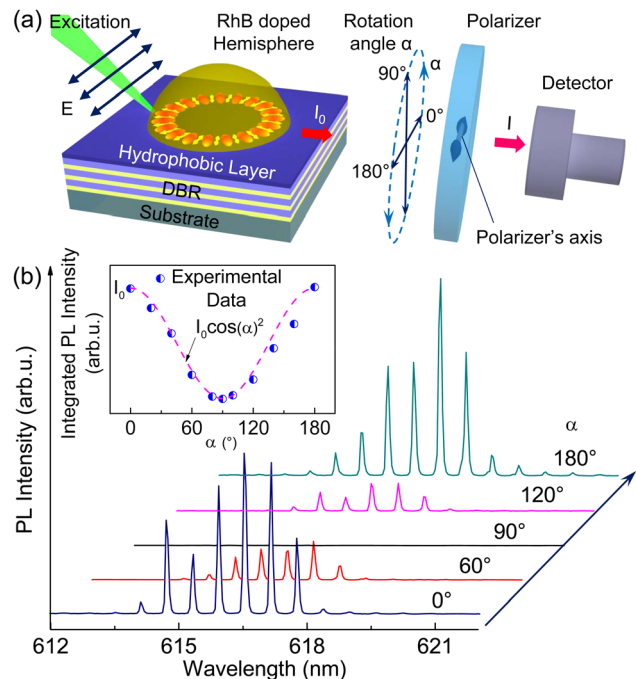 (a)
Excitation
E
RhB doped
Hemisphere
I0
Hydrophobic Layer
DBR
Substrate
Rotation
angle α
α
90°
0°
180°
Polarizer
I
Detector
Polarizer's axis
(b)
PL Intensity (arb.u.)
Integrated PL Intensity
(arb.u.)
I0
Experimental
Data
I0cos(α)²
0 60 120 180
α (°)
α
180°
120°
90°
60°
0°
612 615 618 621
Wavelength (nm)